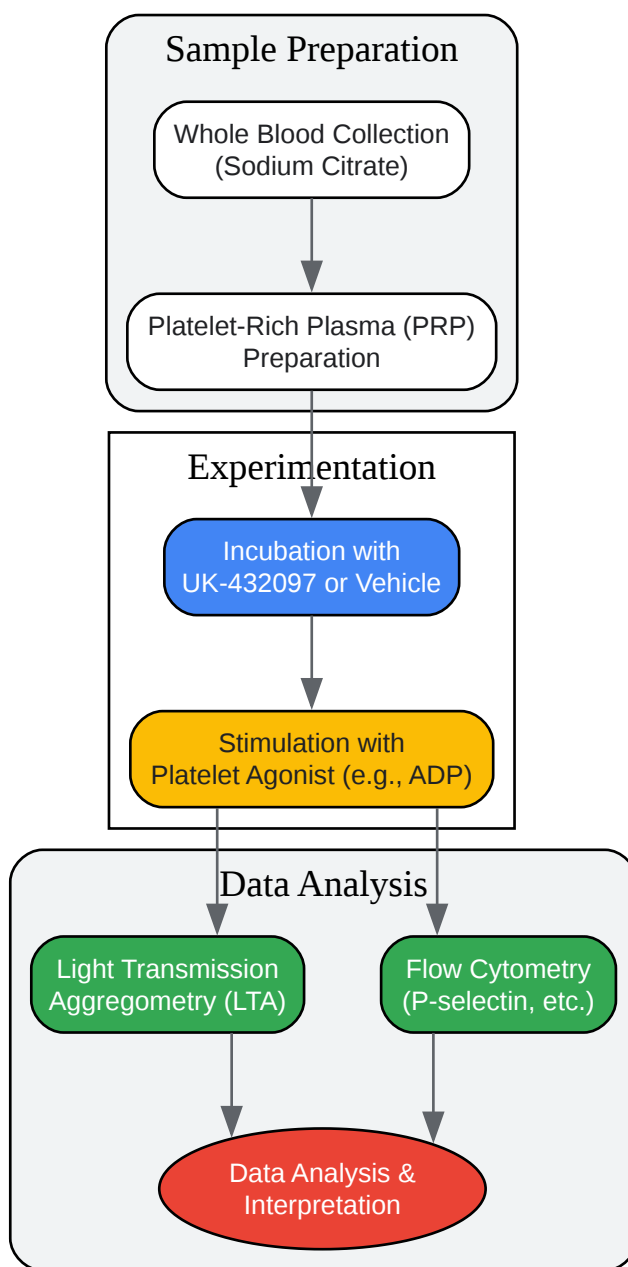 Sample Preparation
Whole Blood Collection
(Sodium Citrate)
Platelet-Rich Plasma (PRP)
Preparation
Experimentation
Incubation with
UK-432097 or Vehicle
Stimulation with
Platelet Agonist (e.g., ADP)
Data Analysis
Light Transmission
Aggregometry (LTA)
Flow Cytometry
(P-selectin, etc.)
Data Analysis &
Interpretation